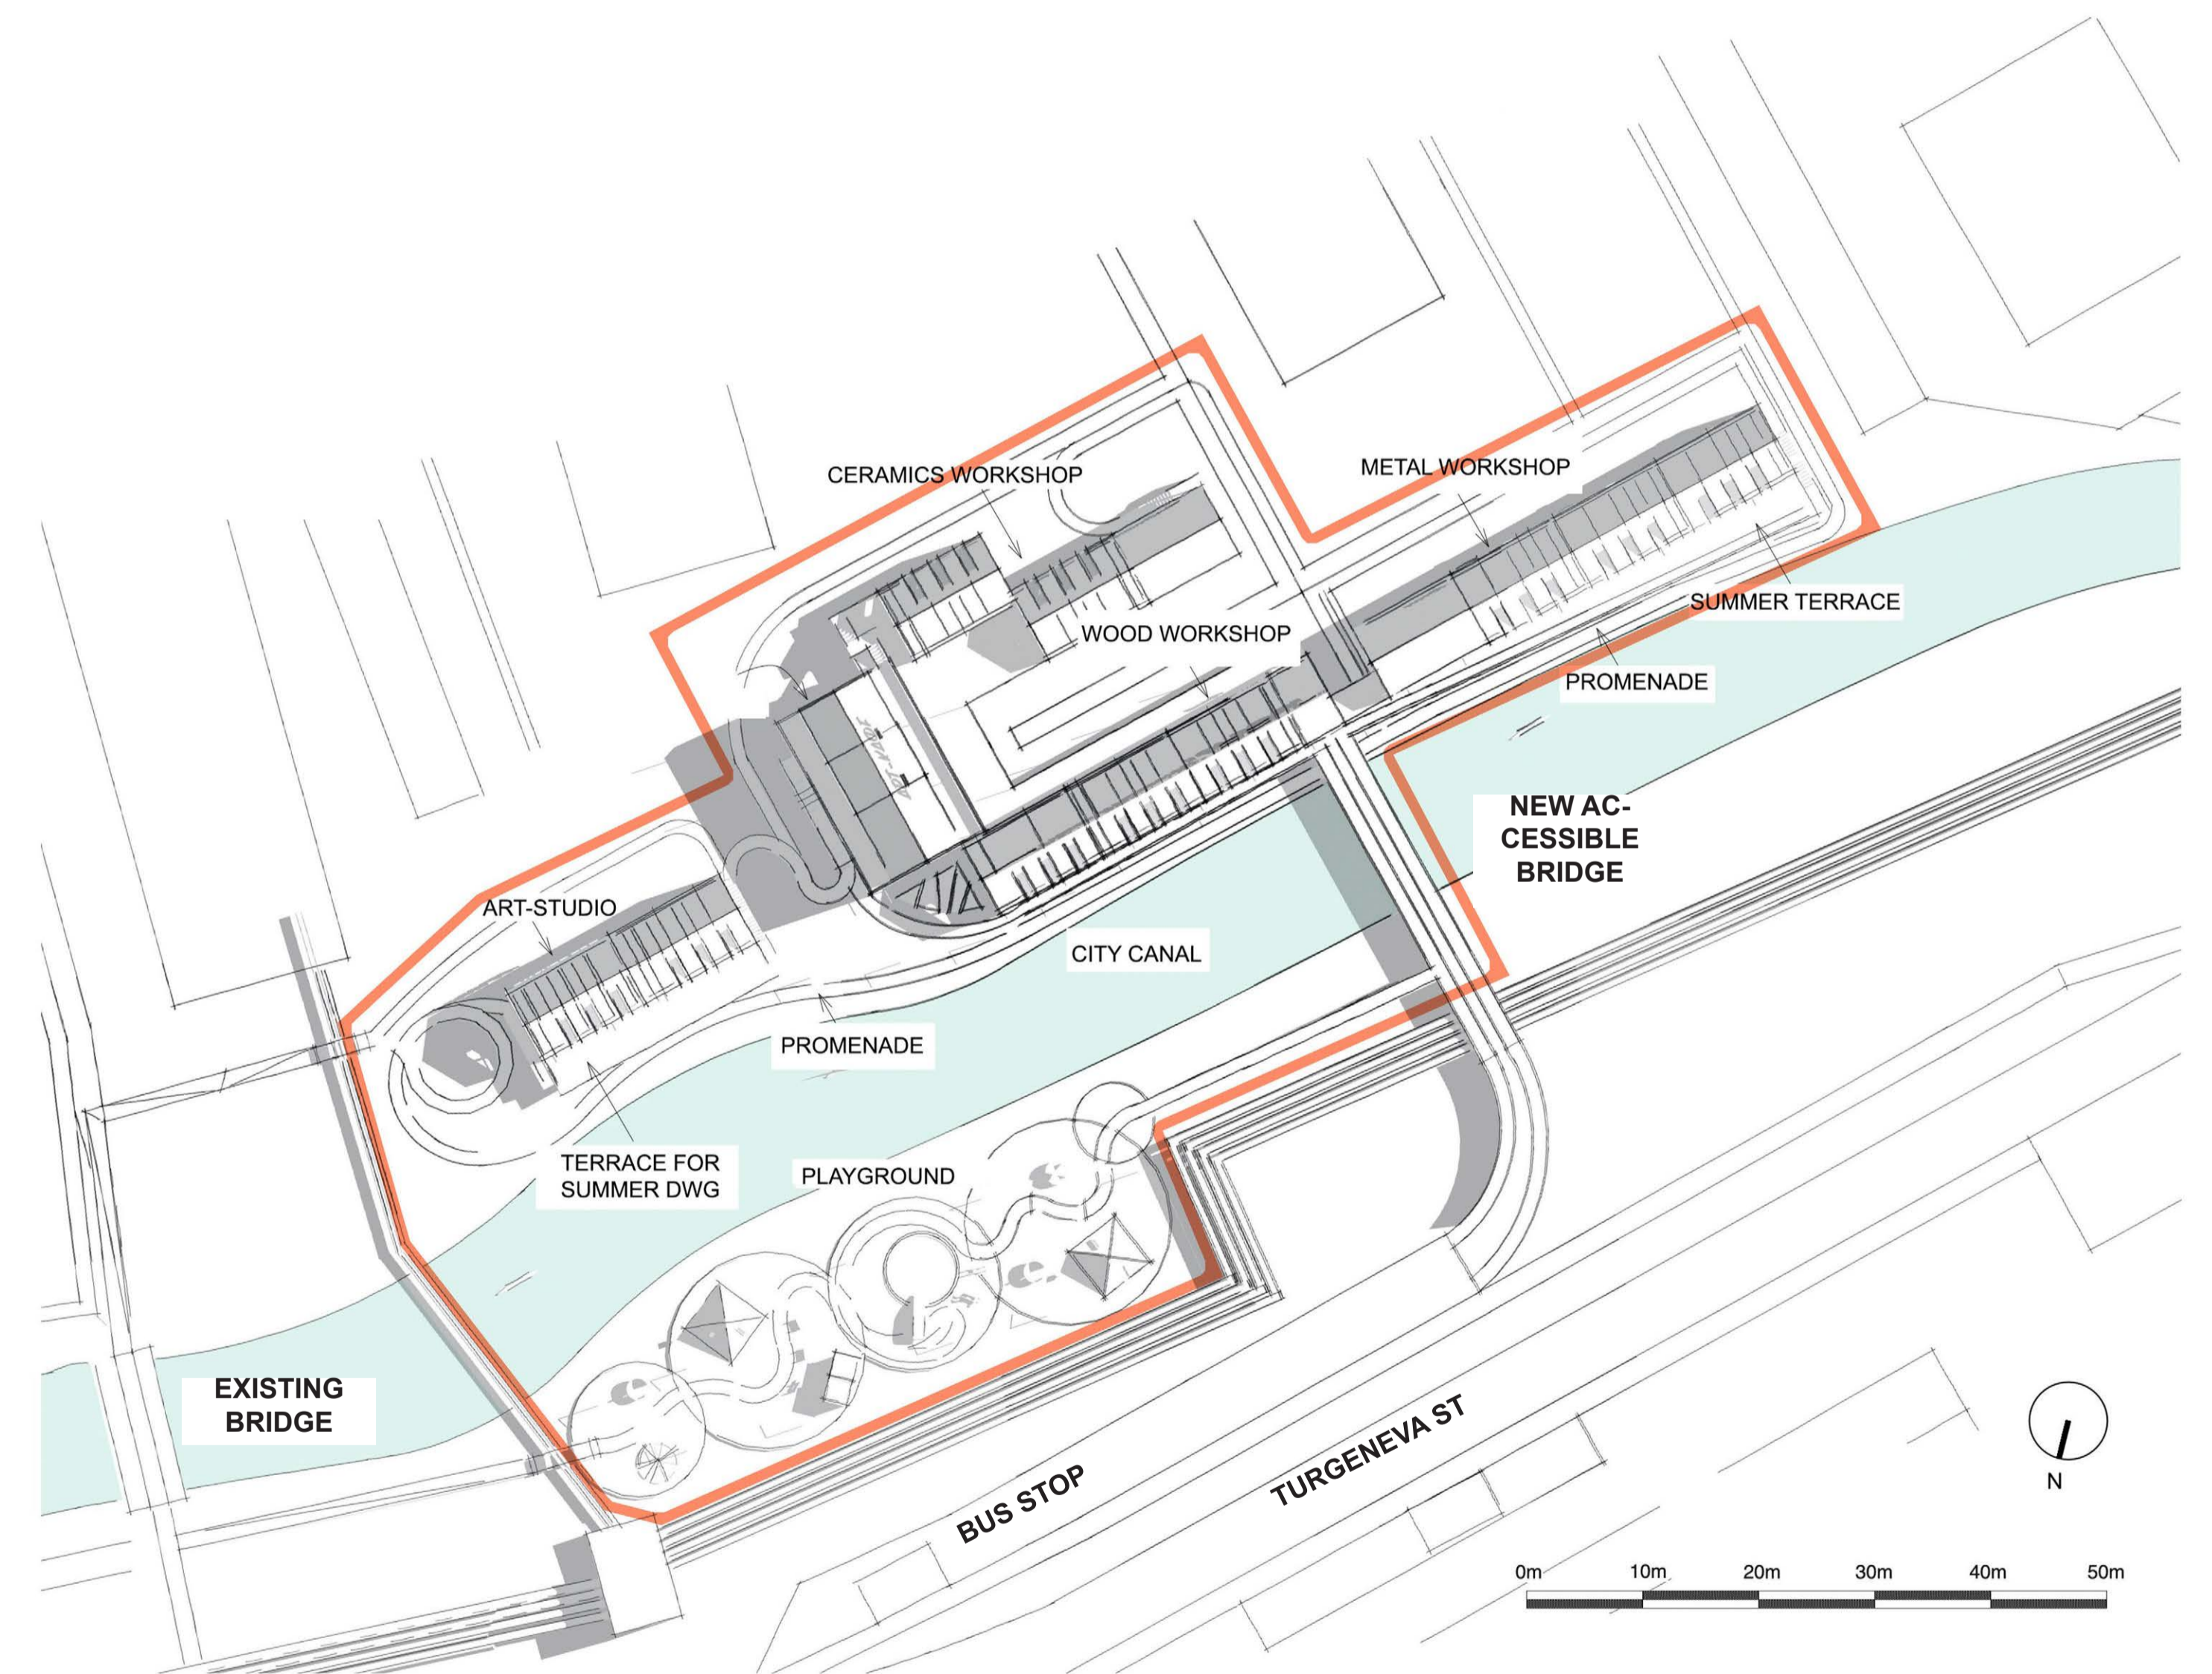 CERAMICS WORKSHOP
METAL WORKSHOP
SUMMER TERRACE
WOOD WORKSHOP
PROMENADE
NEW AC-
CESSIBLE
BRIDGE
ART-STUDIO
CITY CANAL
PROMENADE
TERRACE FOR
SUMMER DWG
PLAYGROUND
EXISTING
BRIDGE
BUS STOP
TURGENEVA ST
N
0m 10m 20m 30m 40m 50m